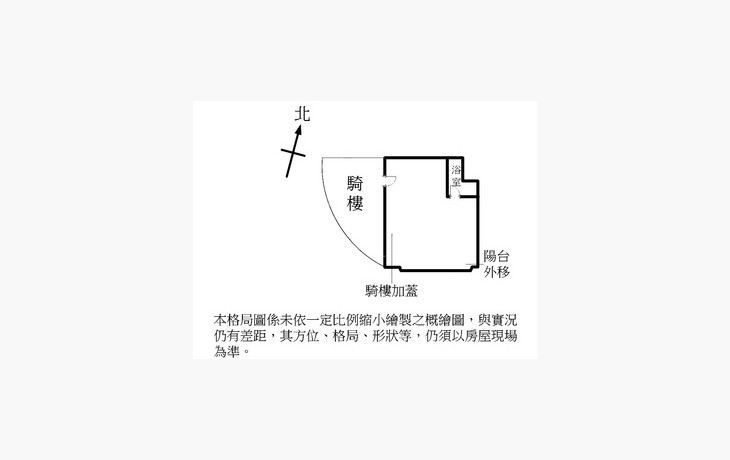 北
騎樓
浴室
陽台
外移
騎樓加蓋
本格局圖係未依一定比例縮小繪製之概繪圖，與實況
仍有差距，其方位、格局、形狀等，仍須以房屋現場
為準。